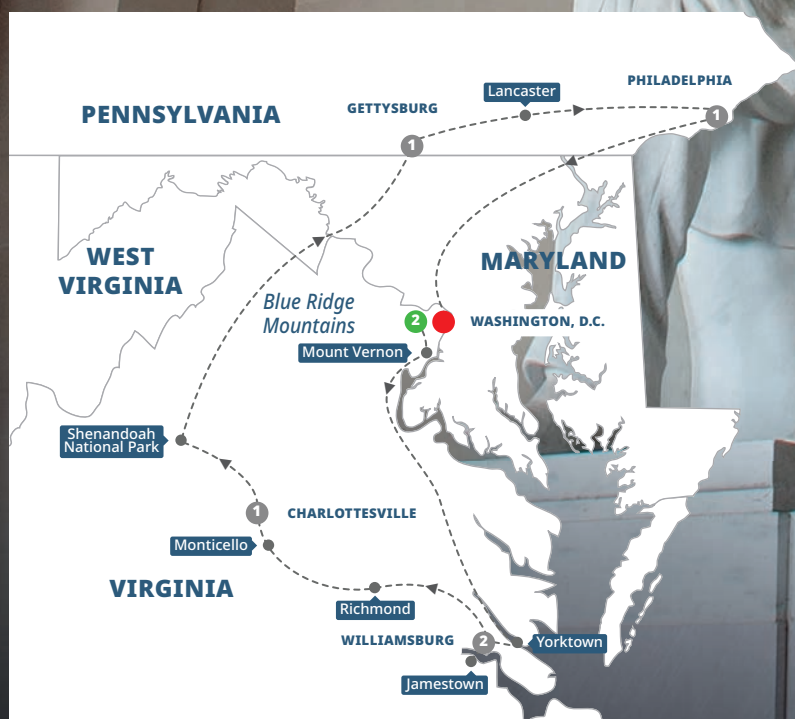 PHILADELPHIA
Lancaster
GETTYSBURG
PENNSYLVANIA
1
1
WEST
VIRGINIA
MARYLAND
Blue Ridge
Mountains
2
WASHINGTON, D.C.
Mount Vernon
Shenandoah
National Park
1
CHARLOTTESVILLE
Monticello
VIRGINIA
Richmond
WILLIAMSBURG
2
Yorktown
Jamestown